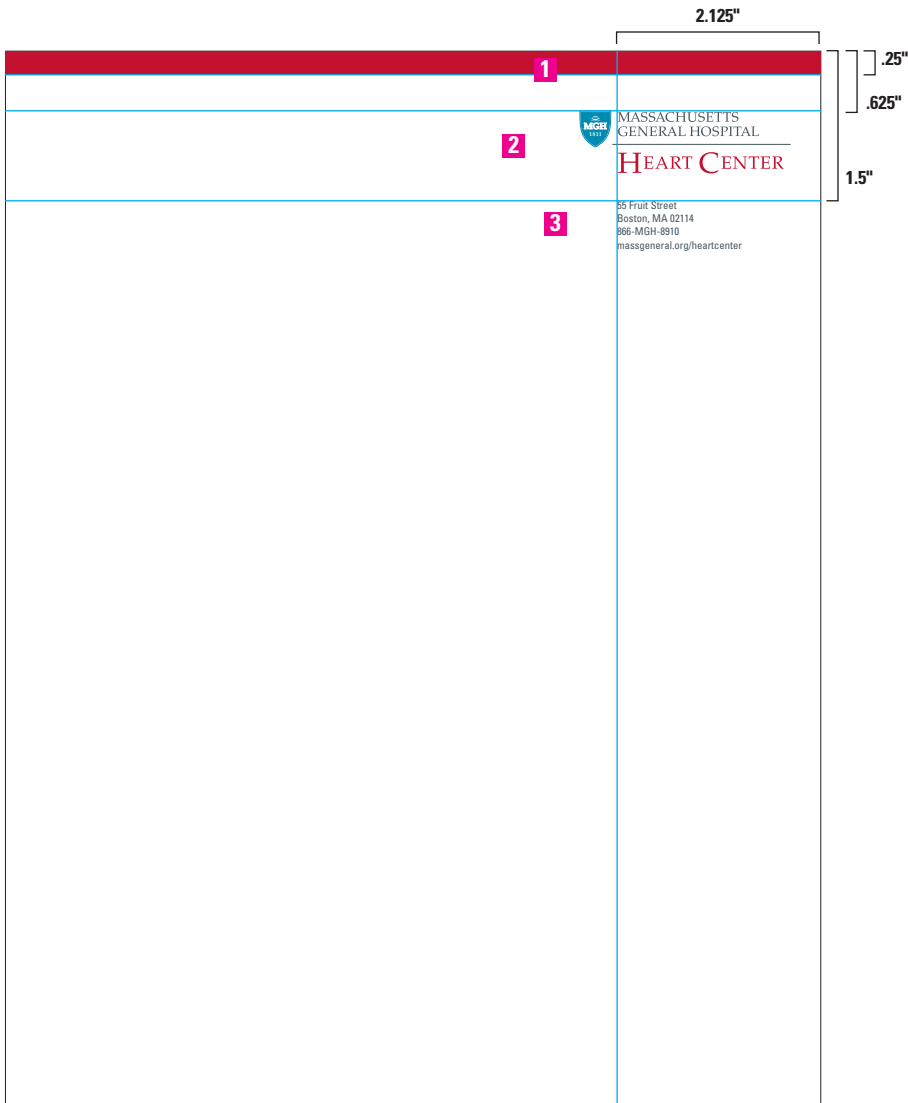 2.125"
.25"
1
.625"
MGH
1811
MASSACHUSETTS
GENERAL HOSPITAL
2
HEART CENTER
1.5"
55 Fruit Street
3
Boston, MA 02114
866-MGH-8910
massgeneral.org/heartcenter